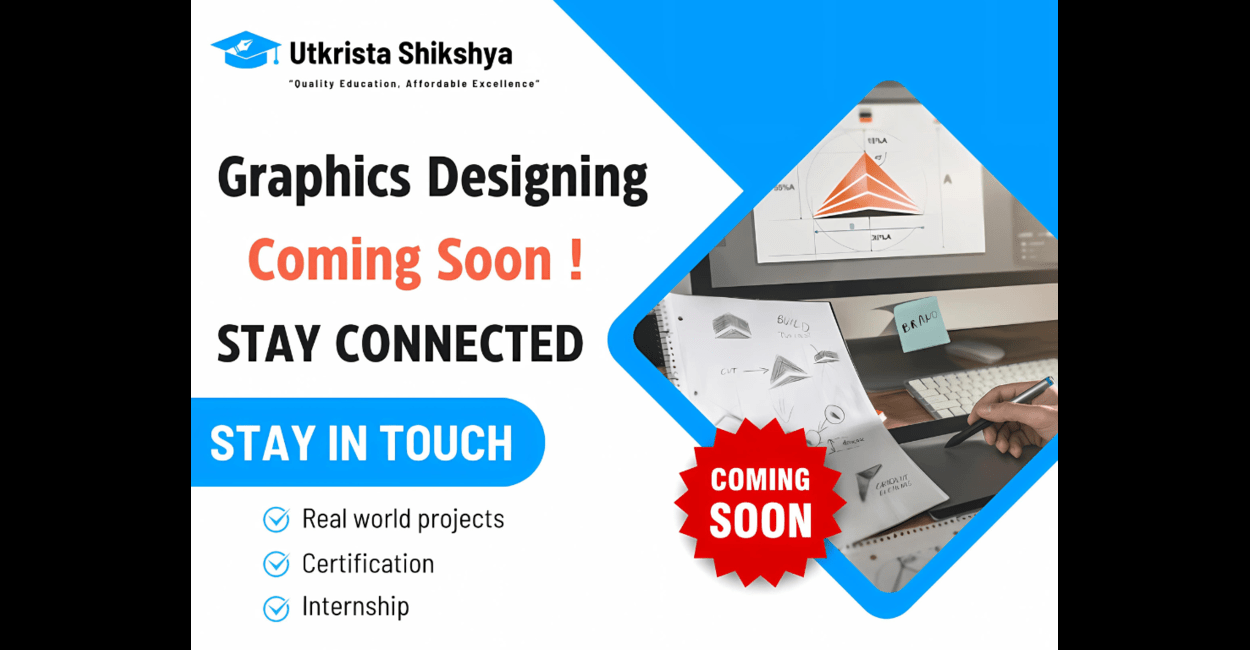 Utkrista Shikshya
"Quality Education, Affordable Excellence"
Graphics Designing
Coming Soon !
STAY CONNECTED
STAY IN TOUCH
Real world projects
Certification
Internship
COMING
SOON
A
BUILD
CUT
BRAND